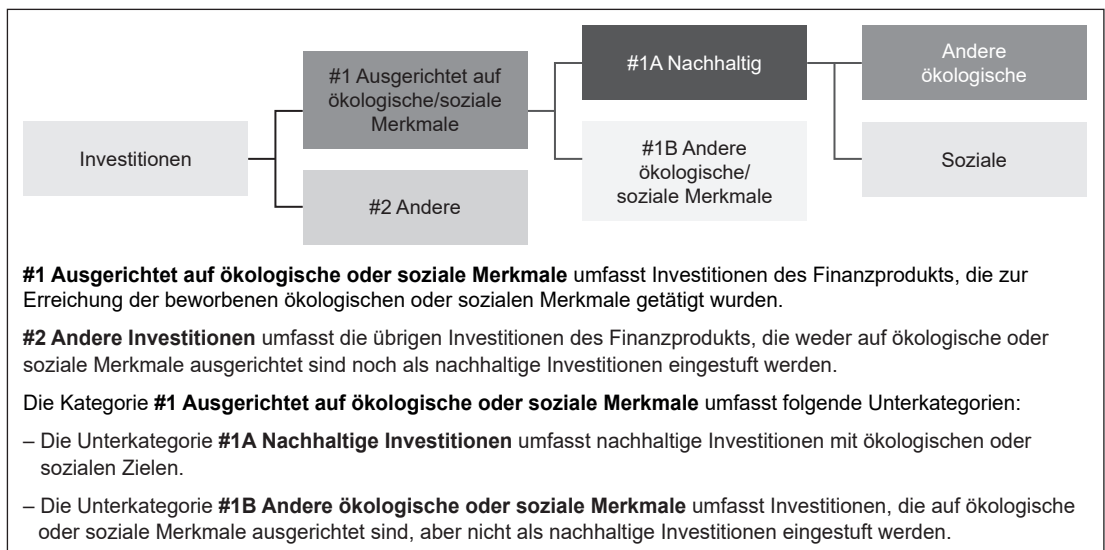 Investitionen
#1 Ausgerichtet auf
ökologische/soziale
Merkmale
#2 Andere
#1A Nachhaltig
#1B Andere
ökologische/
soziale Merkmale
Andere
ökologische
Soziale
#1 Ausgerichtet auf ökologische oder soziale Merkmale umfasst Investitionen des Finanzprodukts, die zur
Erreichung der beworbenen ökologischen oder sozialen Merkmale getätigt wurden.
#2 Andere Investitionen umfasst die übrigen Investitionen des Finanzprodukts, die weder auf ökologische oder
soziale Merkmale ausgerichtet sind noch als nachhaltige Investitionen eingestuft werden.
Die Kategorie #1 Ausgerichtet auf ökologische oder soziale Merkmale umfasst folgende Unterkategorien:
– Die Unterkategorie #1A Nachhaltige Investitionen umfasst nachhaltige Investitionen mit ökologischen oder
sozialen Zielen.
– Die Unterkategorie #1B Andere ökologische oder soziale Merkmale umfasst Investitionen, die auf ökologische
oder soziale Merkmale ausgerichtet sind, aber nicht als nachhaltige Investitionen eingestuft werden.